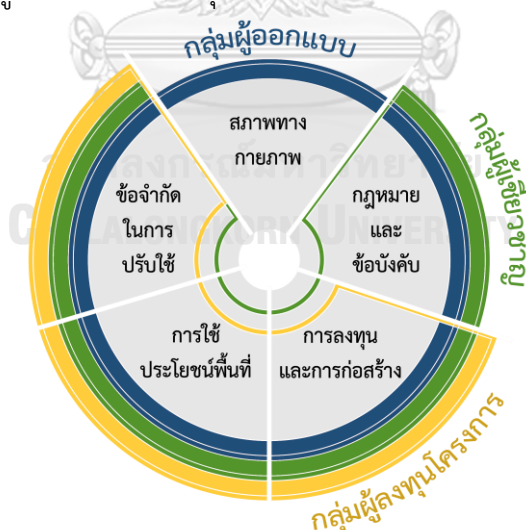 กลุ่มผู้ออกแบบ
สภาพทาง
กายภาพ
กลุ่มผู้เชี่ยวชาญ
ข้อจำกัด
ในการ
ปรับใช้
กฎหมาย
และ
ข้อบังคับ
การใช้
ประโยชน์พื้นที่
การลงทุน
และการก่อสร้าง
กลุ่มผู้ลงทุนโครงการ